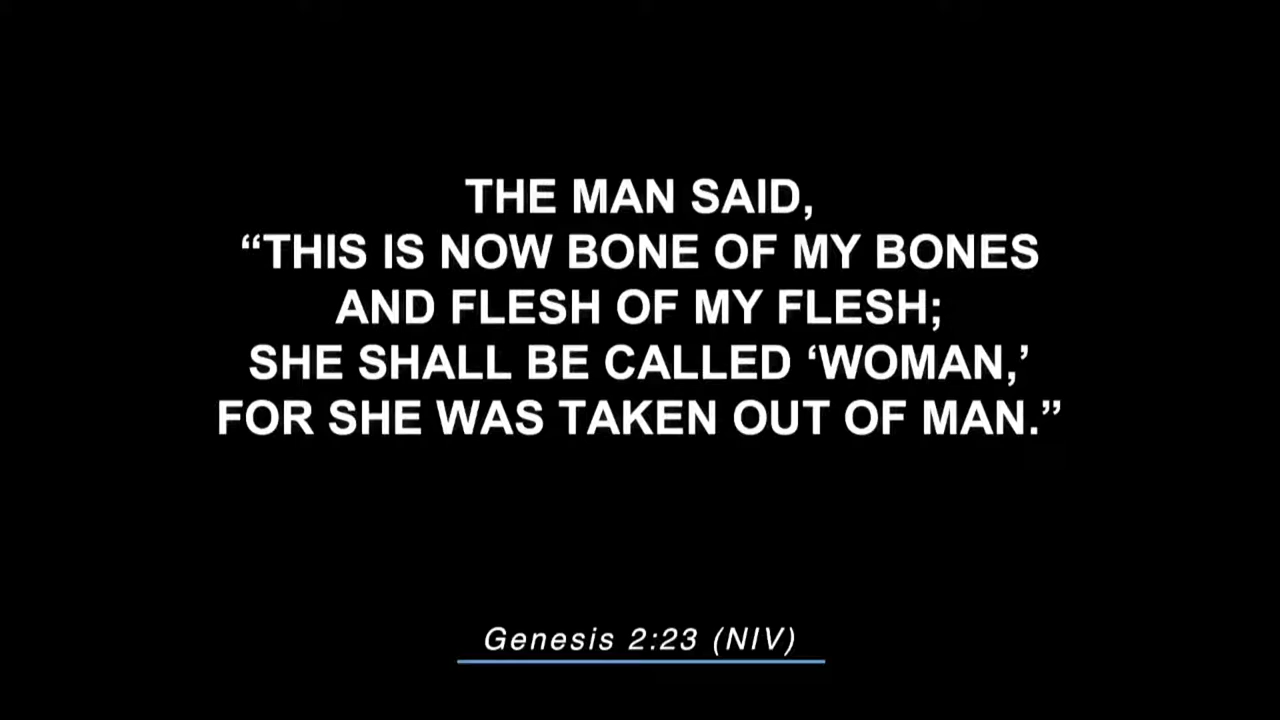 THE MAN SAID,
“THIS IS NOW BONE OF MY BONES
AND FLESH OF MY FLESH;
SHE SHALL BE CALLED ‘WOMAN,’
FOR SHE WAS TAKEN OUT OF MAN.”
Genesis 2:23 (NIV)